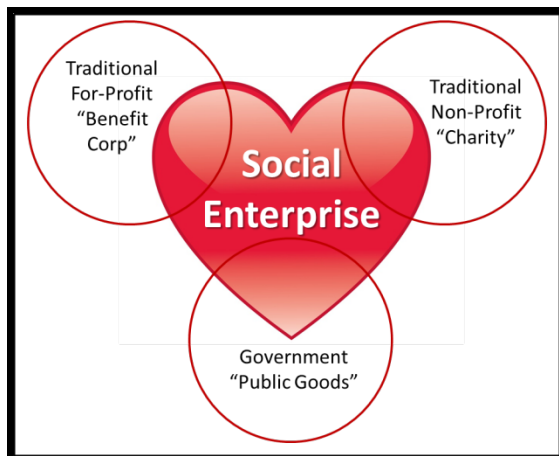 Traditional
For-Profit
“Benefit
Corp”
Traditional
Non-Profit
“Charity”
Social
Enterprise
Government
“Public Goods”